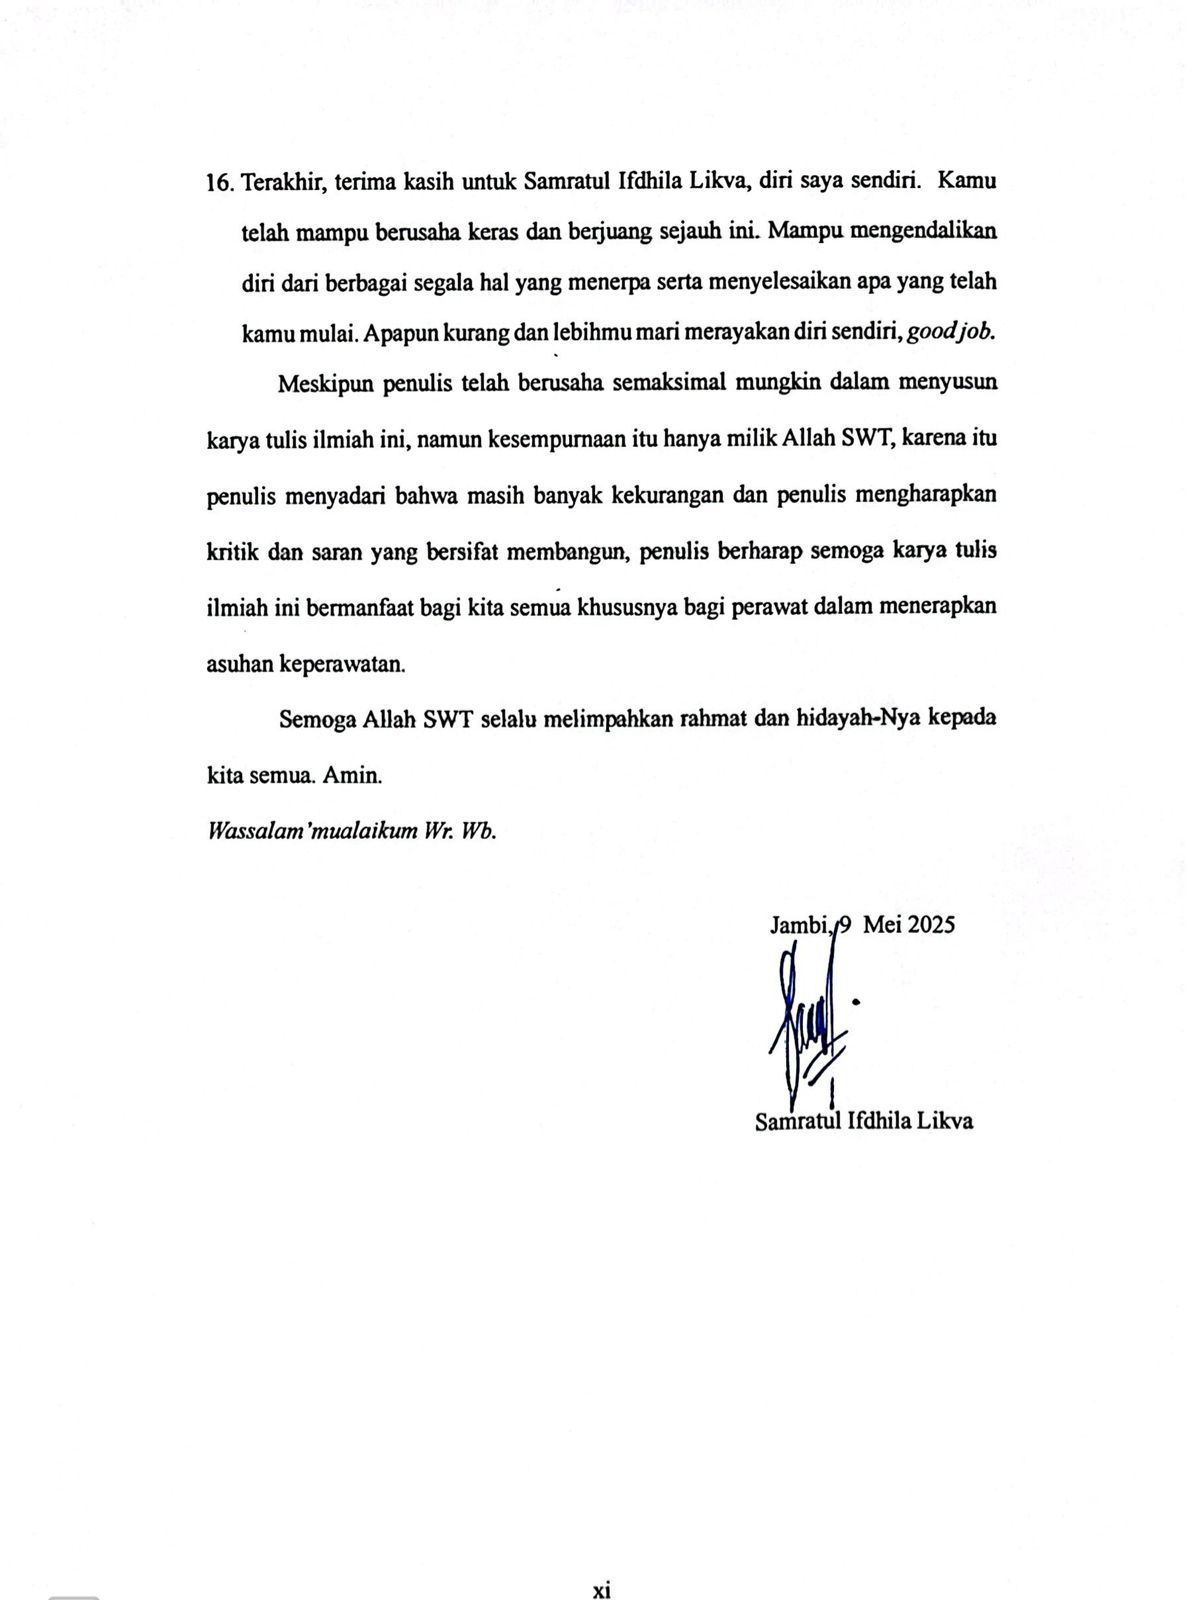 16. Terakhir, terima kasih untuk Samratul Ifdhila Likva, diri saya sendiri. Kamu
telah mampu berusaha keras dan berjuang sejauh ini. Mampu mengendalikan
diri dari berbagai segala hal yang menerpa serta menyelesaikan apa yang telah
kamu mulai. Apapun kurang dan lebihmu mari merayakan diri sendiri, good job.
Meskipun penulis telah berusaha semaksimal mungkin dalam menyusun
karya tulis ilmiah ini, namun kesempurnaan itu hanya milik Allah SWT, karena itu
penulis menyadari bahwa masih banyak kekurangan dan penulis mengharapkan
kritik dan saran yang bersifat membangun, penulis berharap semoga karya tulis
ilmiah ini bermanfaat bagi kita semua khususnya bagi perawat dalam menerapkan
asuhan keperawatan.
Semoga Allah SWT selalu melimpahkan rahmat dan hidayah-Nya kepada
kita semua. Amin.
Wassalam’mualaikum Wr. Wb.
Jambi, 9 Mei 2025
Samratul Ifdhila Likva
xi